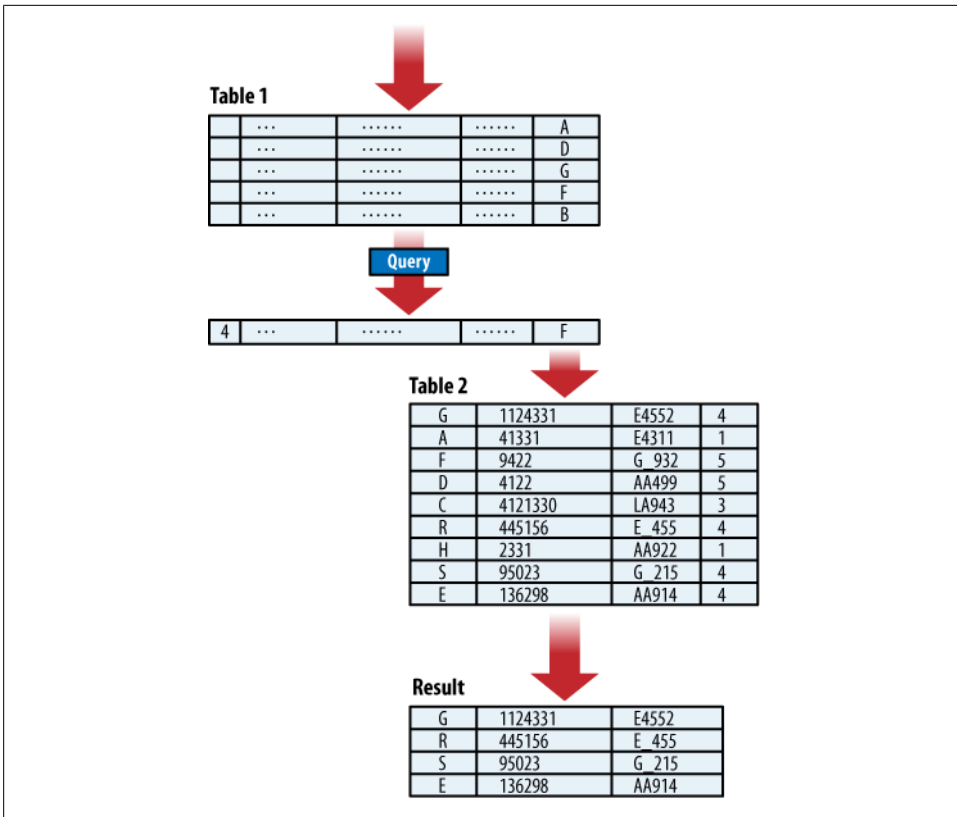 Table 1
... ...... ...... A
... ...... ...... D
... ...... ...... G
... ...... ...... F
... ...... ...... B
Query
4 ... ...... ...... F
Table 2
G 1124331 E4552 4
A 41331 E4311 1
F 9422 G_932 5
D 4122 AA499 5
C 4121330 LA943 3
R 445156 E_455 4
H 2331 AA922 1
S 95023 G_215 4
E 136298 AA914 4
Result
G 1124331 E4552
R 445156 E_455
S 95023 G_215
E 136298 AA914